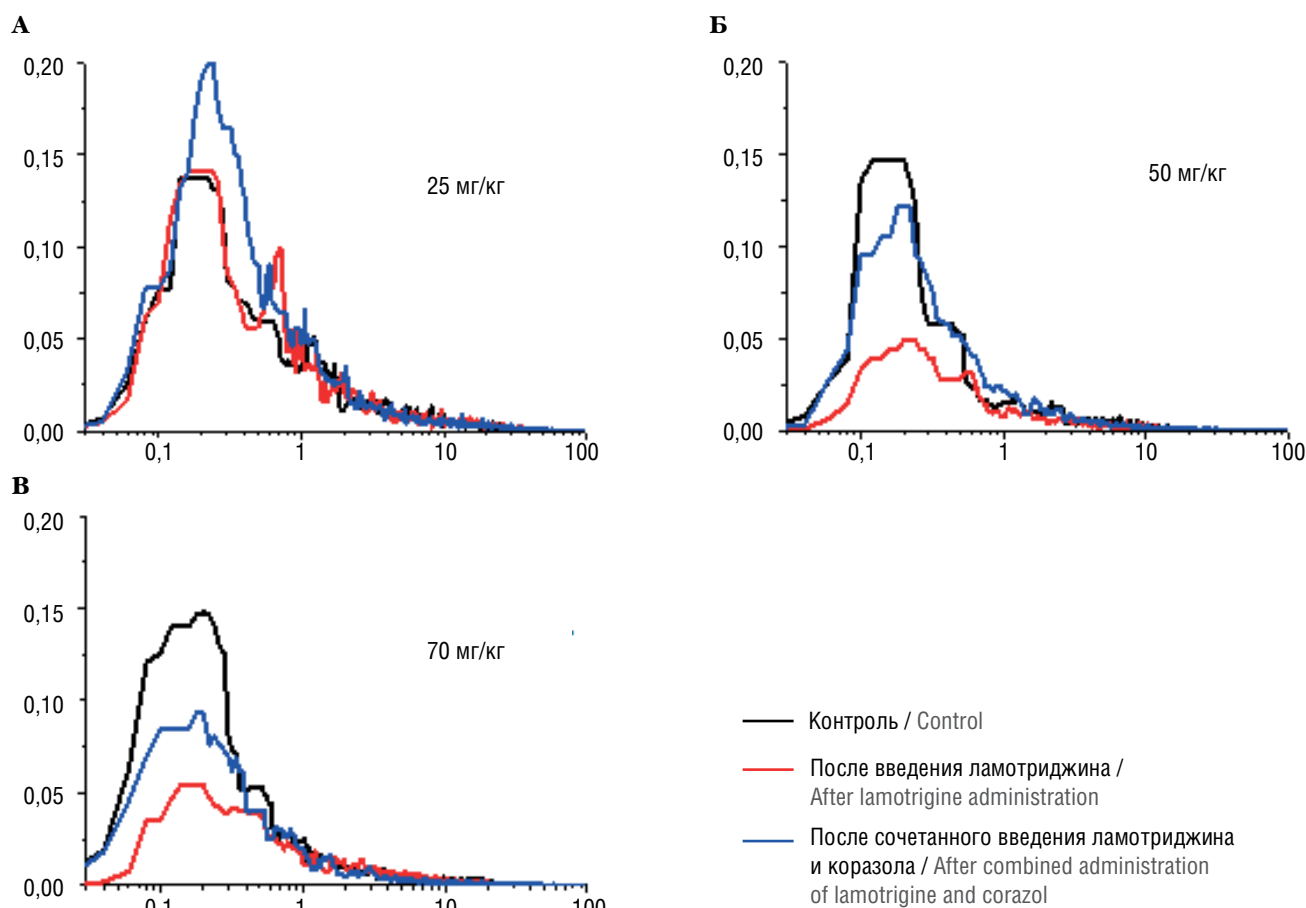 А
0,20
0,15
0,10
0,05
0,00
0,1
1
10
100
25 мг/кг
Б
0,20
0,15
0,10
0,05
0,00
0,1
1
10
100
50 мг/кг
В
0,20
0,15
0,10
0,05
0,00
0,1
1
10
100
70 мг/кг
Контроль / Control
После введения ламотриджина /
After lamotrigine administration
После сочетанного введения ламотриджина
и коразола / After combined administration
of lamotrigine and corazol